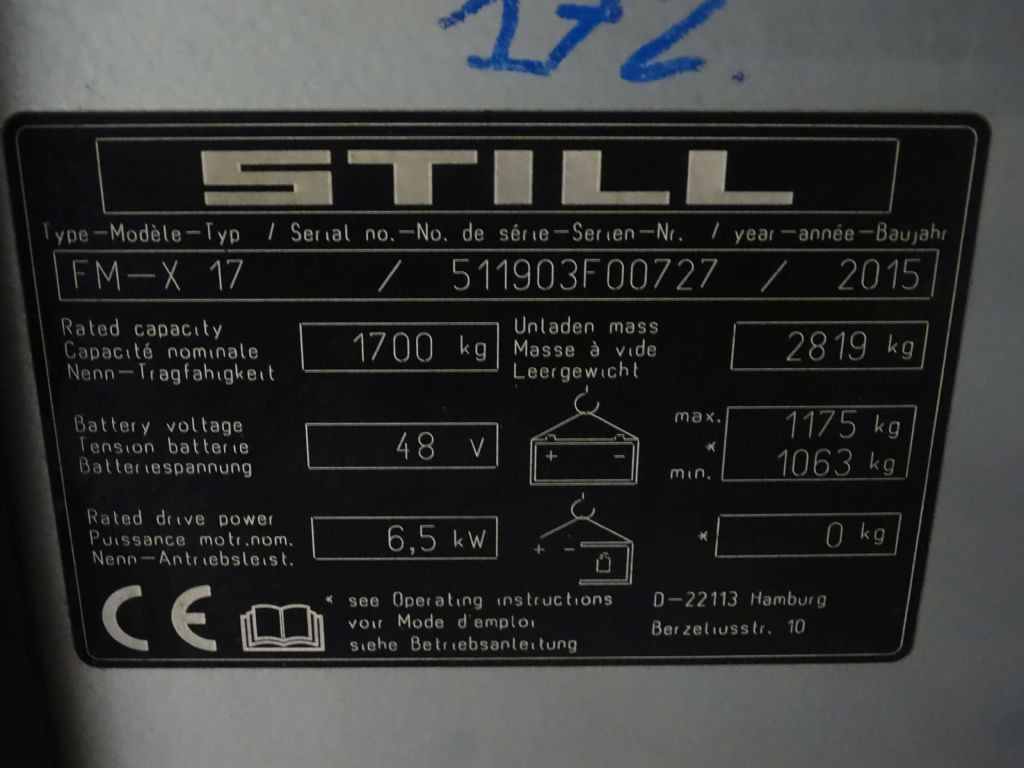 172.
STILL
Type-Modèle-Typ / Serial no.-No. de série-Serien-Nr. / year-année-Baujahr
FM-X 17 / 511903F00727 / 2015
Rated capacity
Capacité nominale
Nenn-Tragfähigkeit
1700 kg
Unladen mass
Masse à vide
Leergewicht
2819 kg
Battery voltage
Tension batterie
Batteriespannung
48 V
+ -
max. 1175 kg
*
min. 1063 kg
Rated drive power
Puissance motr.nom.
Nenn-Antriebsleist.
6,5 kW
+ -
* 0 kg
CE
* see Operating instructions
voir Mode d'emploi
siehe Betriebsanleitung
D-22113 Hamburg
Berzeliusstr. 10